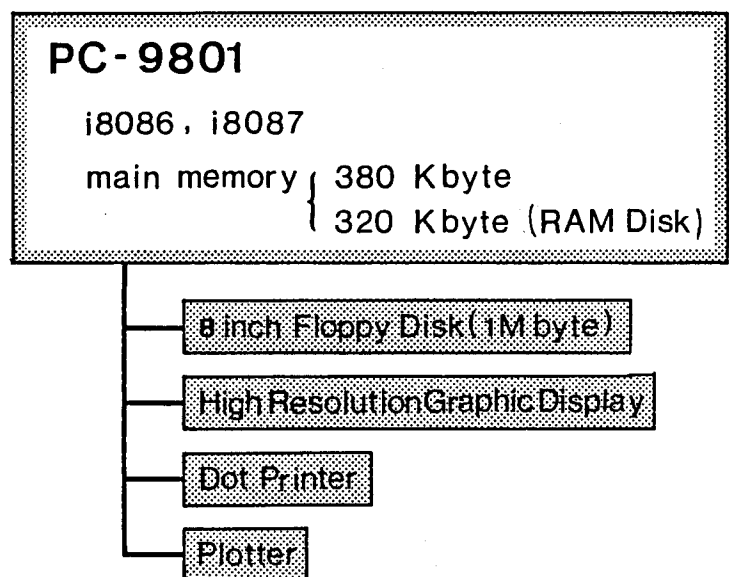 PC-9801
i8086, i8087
main memory { 380 Kbyte
320 Kbyte (RAM Disk)
8 inch Floppy Disk (1M byte)
High Resolution Graphic Display
Dot Printer
Plotter